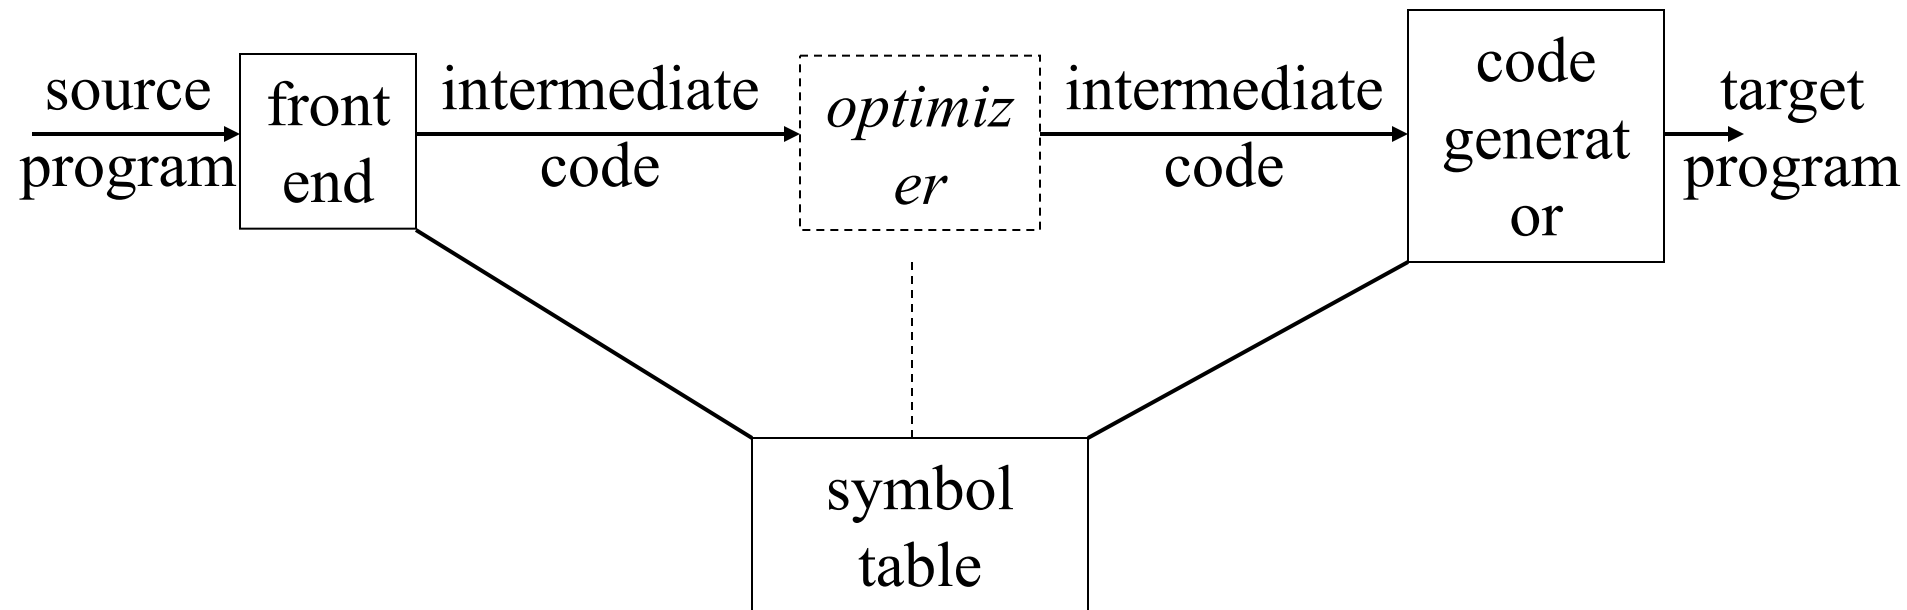 source
program
front
end
intermediate
code
optimiz
er
intermediate
code
code
generat
or
target
program
symbol
table